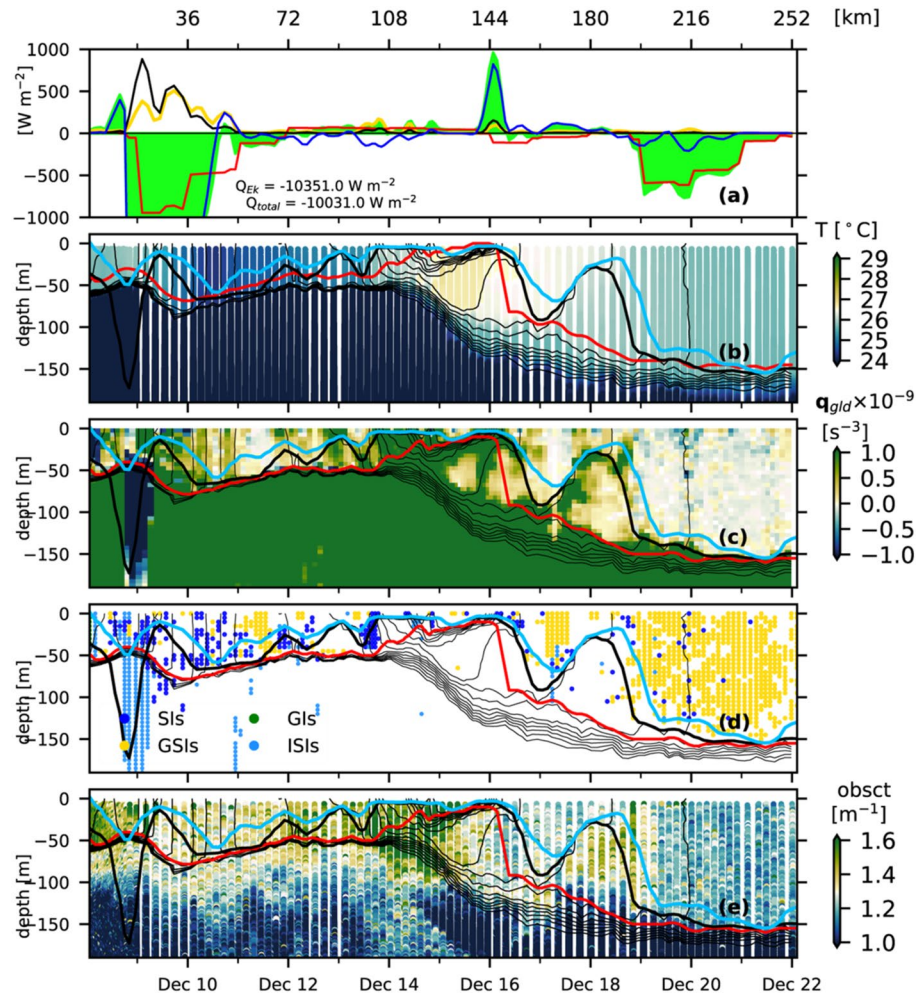 36 72 108 144 180 216 252 [km]
1000
500
0
−500
−1000
[W m−2]
QEk = -10351.0 W m−2
Qtotal = -10031.0 W m−2
(a)
0
−50
−100
−150
depth [m]
(b)
T [°C]
29
28
27
26
25
24
0
−50
−100
−150
depth [m]
(c)
qgld×10−9
[s−3]
1.0
0.5
0.0
−0.5
−1.0
0
−50
−100
−150
depth [m]
SIs GIs
GSIs ISIs
(d)
0
−50
−100
−150
depth [m]
(e)
obsct
[m−1]
1.6
1.4
1.2
1.0
Dec 10 Dec 12 Dec 14 Dec 16 Dec 18 Dec 20 Dec 22